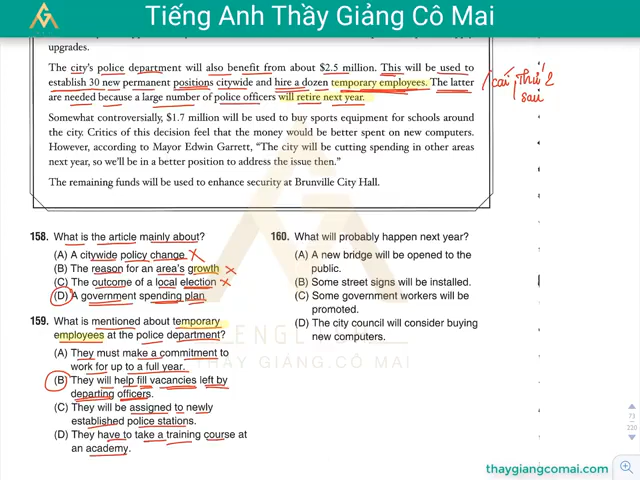 Tiếng Anh Thầy Giảng Cô Mai
upgrades.
The city's police department will also benefit from about $2.5 million. This will be used to
establish 30 new permanent positions citywide and hire a dozen temporary employees. The latter
are needed because a large number of police officers will retire next year.
/ cái thứ 2
sau
Somewhat controversially, $1.7 million will be used to buy sports equipment for schools around
the city. Critics of this decision feel that the money would be better spent on new computers.
However, according to Mayor Edwin Garrett, “The city will be cutting spending in other areas
next year, so we'll be in a better position to address the issue then.”
The remaining funds will be used to enhance security at Brunville City Hall.
158. What is the article mainly about?
(A) A citywide policy change
(B) The reason for an area's growth
(C) The outcome of a local election
(D) A government spending plan
159. What is mentioned about temporary
employees at the police department?
(A) They must make a commitment to
work for up to a full year.
(B) They will help fill vacancies left by
departing officers.
(C) They will be assigned to newly
established police stations.
(D) They have to take a training course at
an academy.
160. What will probably happen next year?
(A) A new bridge will be opened to the
public.
(B) Some street signs will be installed.
(C) Some government workers will be
promoted.
(D) The city council will consider buying
new computers.
THẦY GIẢNG CÔ MAI
73
220
thaygiangcomai.com